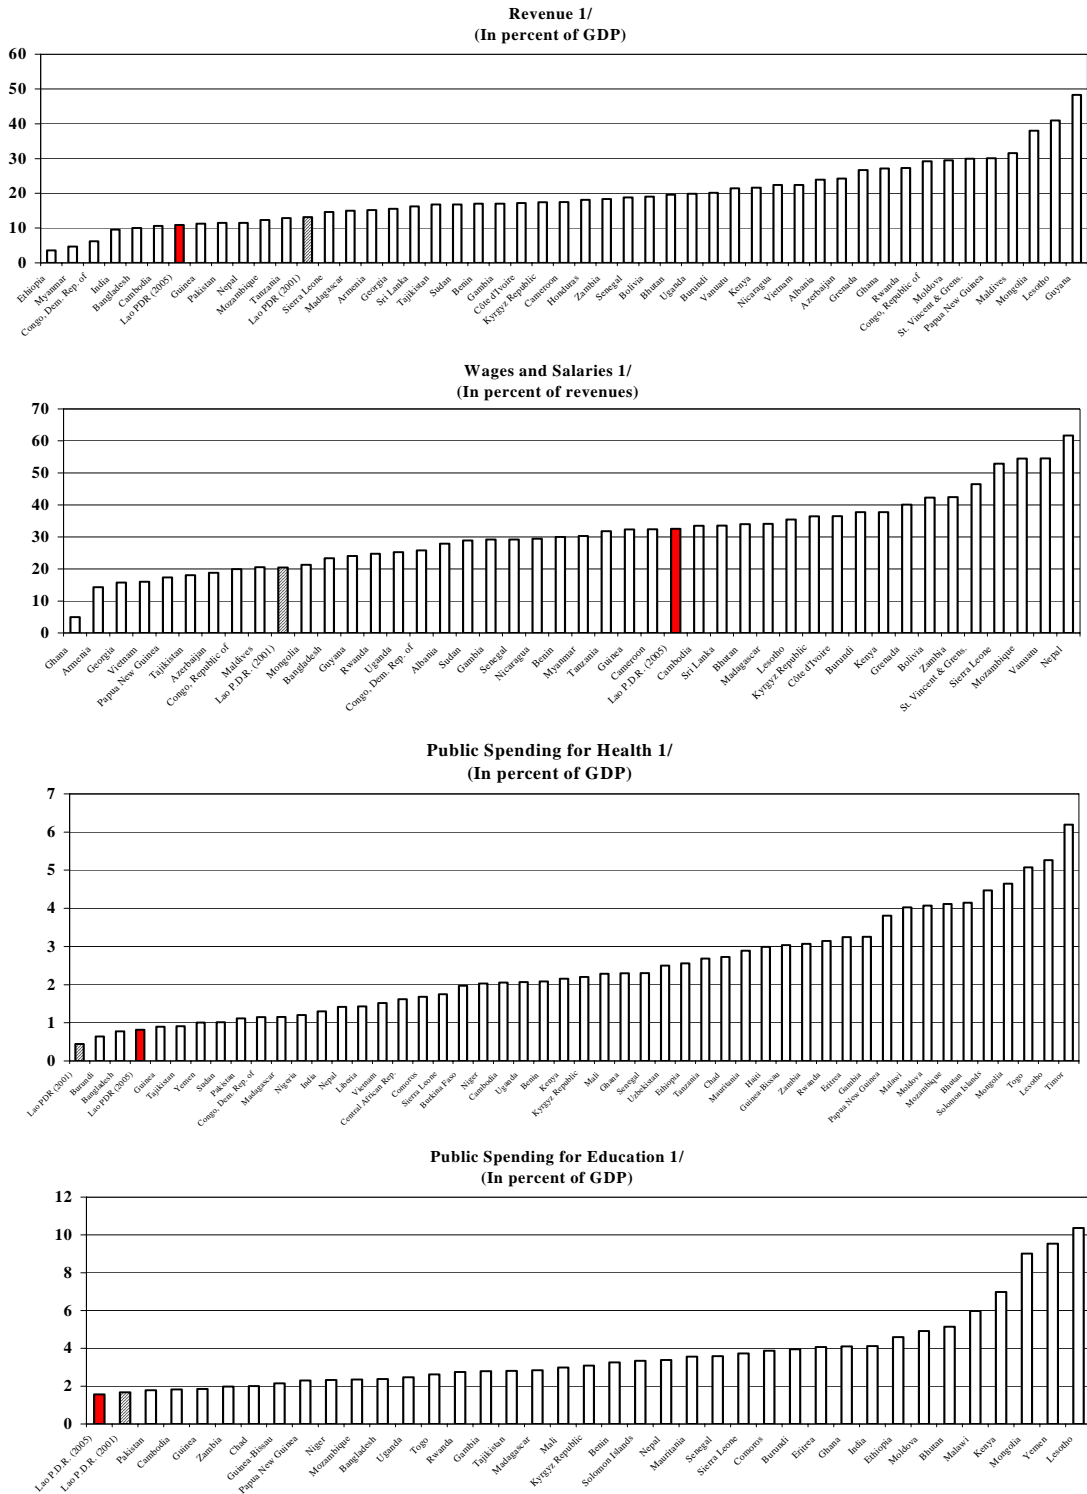 Revenue 1/
(In percent of GDP)
60
50
40
30
20
10
0
Ethiopia
Myanmar
Congo, Dem. Rep. of
India
Bangladesh
Cambodia
Lao PDR (2005)
Guinea
Pakistan
Nepal
Mozambique
Tanzania
Lao PDR (2001)
Sierra Leone
Madagascar
Armenia
Georgia
Sri Laka
Tajikistan
Sudan
Benin
Gambia
Côte d'Ivoire
Kyrgyz Republic
Cameroon
Honduras
Zambia
Senegal
Bolivia
Bhutan
Uganda
Burundi
Vanuatu
Kenya
Nicaragua
Vietnam
Albania
Azerbaijan
Grenada
Ghana
Rwanda
Congo, Republic of
Moldova
St. Vincent & Grens.
Papua New Guinea
Maldives
Mongolia
Lesotho
Guyana
Wages and Salaries 1/
(In percent of revenues)
70
60
50
40
30
20
10
0
Ghana
Armenia
Georgia
Vietnam
Papua New Guinea
Tajikistan
Azerbaijan
Congo, Republic of
Maldives
Lao P.D.R. (2001)
Mongolia
Bangladesh
Guyana
Rwanda
Uganda
Congo, Dem. Rep. of
Albania
Sudan
Gambia
Senegal
Nicaragua
Benin
Myanmar
Tanzania
Guinea
Cameroon
Lao P.D.R. (2005)
Cambodia
Sri Lanka
Bhutan
Madagascar
Lesotho
Kyrgyz Republic
Côte d'Ivoire
Burundi
Kenya
Grenada
Bolivia
Zambia
St. Vincent & Grens.
Sierra Leone
Mozambique
Vanuatu
Nepal
Public Spending for Health 1/
(In percent of GDP)
7
6
5
4
3
2
1
0
Lao PDR (2001)
Burundi
Bangladesh
Lao PDR (2005)
Guinea
Tajikistan
Yemen
Sudan
Pakistan
Congo, Dem. Rep. of
Madagascar
Nigeria
India
Nepal
Liberia
Vietnam
Central African Rep.
Comoros
Sierra Leone
Burkina Faso
Niger
Cambodia
Uganda
Benin
Kenya
Kyrgyz Republic
Mali
Ghana
Senegal
Uzbekistan
Ethiopia
Tanzania
Chad
Mauritania
Haiti
Guinea-Bissau
Zambia
Rwanda
Eritrea
Gambia
Papua New Guinea
Malawi
Moldova
Mozambique
Bhutan
Solomon Islands
Mongolia
Togo
Lesotho
Timor
Public Spending for Education 1/
(In percent of GDP)
12
10
8
6
4
2
0
Lao P.D.R. (2005)
Lao P.D.R. (2001)
Pakistan
Cambodia
Guinea
Zambia
Chad
Guinea-Bissau
Papua New Guinea
Niger
Mozambique
Bangladesh
Uganda
Togo
Rwanda
Gambia
Tajikistan
Madagascar
Mali
Kyrgyz Republic
Benin
Solomon Islands
Nepal
Mauritania
Senegal
Sierra Leone
Comoros
Burundi
Eritrea
Ghana
India
Ethiopia
Moldova
Bhutan
Malawi
Kenya
Mongolia
Yemen
Lesotho